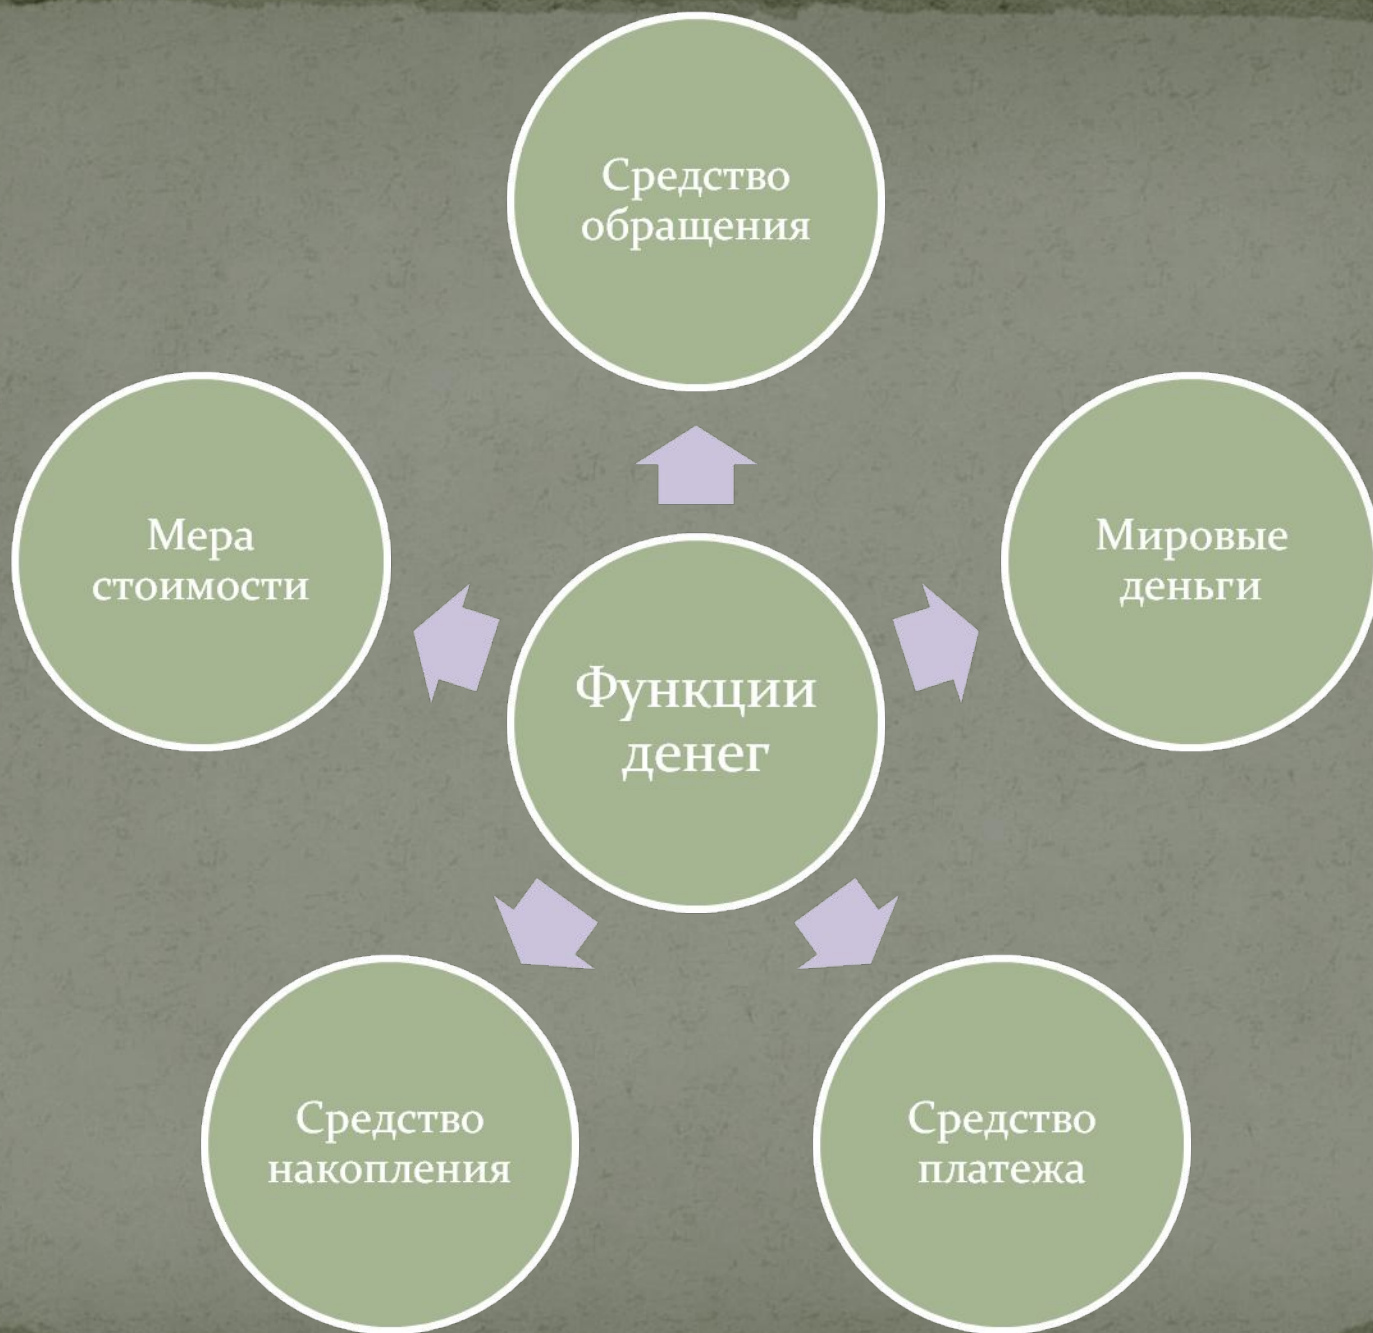 Средство
обращения
Мера
стоимости
Мировые
деньги
Функции
денег
Средство
накопления
Средство
платежа